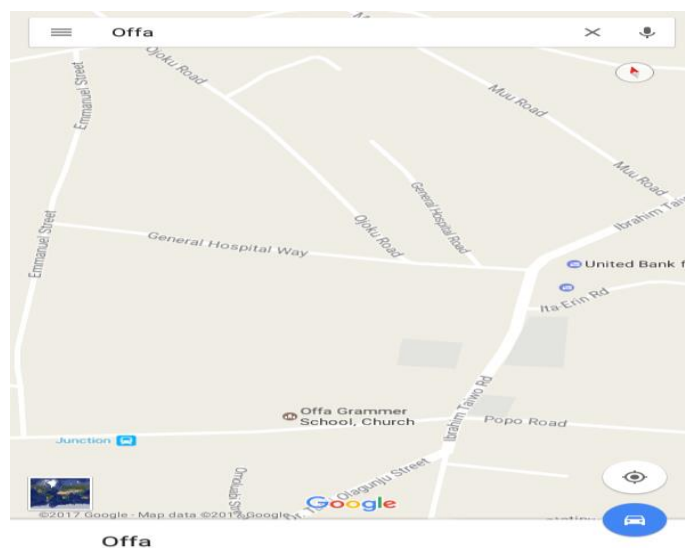 Offa
Ojoku Road
Emmanuel Street
Muu Road
Muu Road
General Hospital Road
Ibrahim Tai
Ojoku Road
Emmanuel Street
General Hospital Way
United Bank f
Ita Erin Rd
Ibrahim Taiwo Rd
Offa Grammer
School, Church
Popo Road
Junction
Olagunju Street
Google
©2017 Google - Map data ©2017 Google
Offa